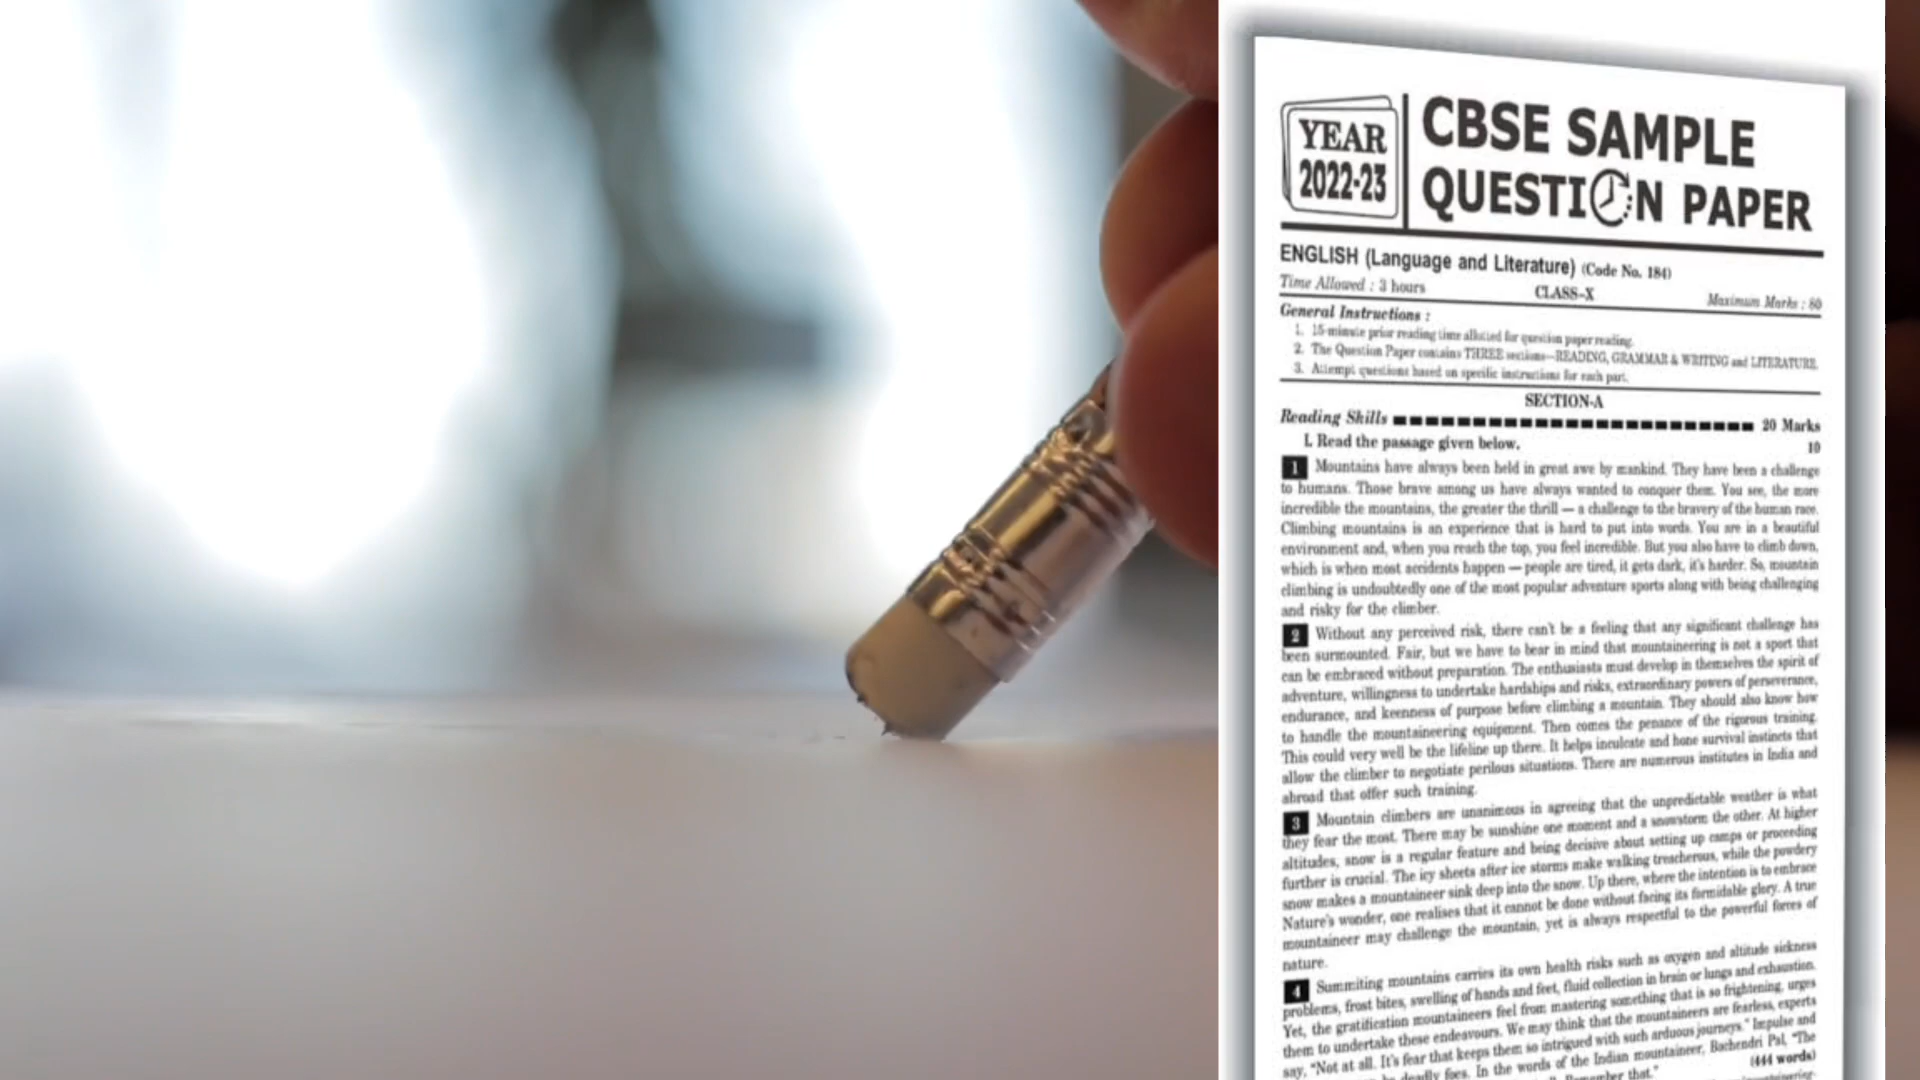 YEAR
2022-23
CBSE SAMPLE
QUESTION PAPER
ENGLISH (Language and Literature) (Code No. 184)
Time Allowed : 3 hours
CLASS-X
Maximum Marks : 80
General Instructions :
1. 15-minute prior reading time allotted for question paper reading.
2. The Question Paper contains THREE sections—READING, GRAMMAR & WRITING and LITERATURE.
3. Attempt questions based on specific instructions for each part.
SECTION-A
Reading Skills 20 Marks
I. Read the passage given below. 10
1 Mountains have always been held in great awe by mankind. They have been a challenge
to humans. Those brave among us have always wanted to conquer them. You see, the more
incredible the mountains, the greater the thrill — a challenge to the bravery of the human race.
Climbing mountains is an experience that is hard to put into words. You are in a beautiful
environment and, when you reach the top, you feel incredible. But you also have to climb down,
which is when most accidents happen — people are tired, it gets dark, it's harder. So, mountain
climbing is undoubtedly one of the most popular adventure sports along with being challenging
and risky for the climber.
2 Without any perceived risk, there can't be a feeling that any significant challenge has
been surmounted. Fair, but we have to bear in mind that mountaineering is not a sport that
can be embraced without preparation. The enthusiasts must develop in themselves the spirit of
adventure, willingness to undertake hardships and risks, extraordinary powers of perseverance,
endurance, and keenness of purpose before climbing a mountain. They should also know how
to handle the mountaineering equipment. Then comes the penance of the rigorous training.
This could very well be the lifeline up there. It helps inculcate and hone survival instincts that
allow the climber to negotiate perilous situations. There are numerous institutes in India and
abroad that offer such training.
3 Mountain climbers are unanimous in agreeing that the unpredictable weather is what
they fear the most. There may be sunshine one moment and a snowstorm the other. At higher
altitudes, snow is a regular feature and being decisive about setting up camps or proceeding
further is crucial. The icy sheets after ice storms make walking treacherous, while the powdery
snow makes a mountaineer sink deep into the snow. Up there, where the intention is to embrace
Nature's wonder, one realises that it cannot be done without facing its formidable glory. A true
mountaineer may challenge the mountain, yet is always respectful to the powerful forces of
nature.
4 Summiting mountains carries its own health risks such as oxygen and altitude sickness
problems, frost bites, swelling of hands and feet, fluid collection in brain or lungs and exhaustion.
Yet, the gratification mountaineers feel from mastering something that is so frightening, urges
them to undertake these endeavours. We may think that the mountaineers are fearless, experts
say, "Not at all. It's fear that keeps them so intrigued with such arduous journeys." Impulse and
be deadly foes. In the words of the Indian mountaineer, Bachendri Pal, "The
Remember that." (444 words)